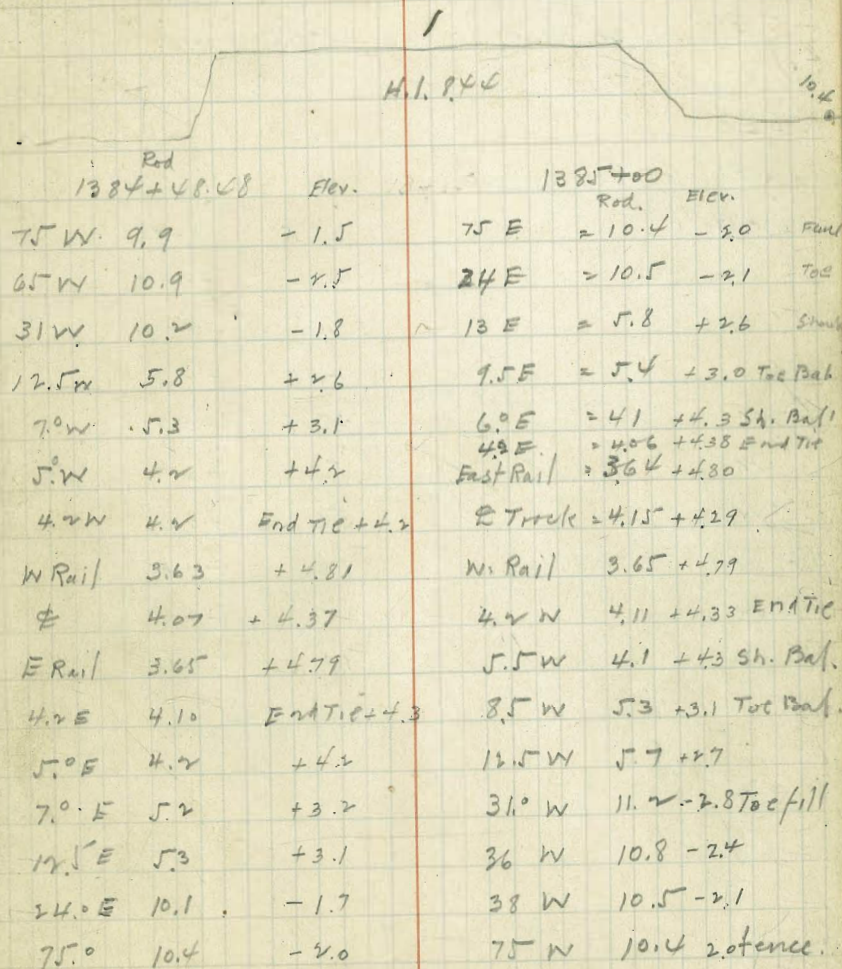 1
H.I. 8.44
10.4
Rod
1384+48.48 Elev.
75 W. 9.9 - 1.5
65 W 10.9 - 2.5
31 W 10.2 - 1.8
12.5 W 5.8 + 2.6
7.0 W 5.3 + 3.1
5.0 W 4.2 + 4.2
4.2 W 4.2 End Tie + 4.2
W Rail 3.63 + 4.81
℄ 4.07 + 4.37
E Rail 3.65 + 4.79
4.2 E 4.10 End Tie + 4.3
5.0 E 4.2 + 4.2
7.0 E 5.2 + 3.2
12.5 E 5.3 + 3.1
24.0 E 10.1 - 1.7
75.0 10.4 - 2.0
1385+00
Rod. Elev.
75 E = 10.4 - 2.0
24 E = 10.5 - 2.1 Toe
13 E = 5.8 + 2.6
9.5 E = 5.4 + 3.0 Toe Bal
6.0 E = 4.1 + 4.3 Sh. Bal
4.2 E = 4.06 + 4.38 End Tie
East Rail = 3.64 + 4.80
℄ Track = 4.15 + 4.29
W. Rail 3.65 + 4.79
4.2 W 4.11 + 4.33 End Tie
5.5 W 4.1 + 4.3 Sh. Bal.
8.5 W 5.3 + 3.1 Toe Bal.
12.5 W 5.7 + 2.7
31.0 W 11.2 - 2.8 Toe fill
36 W 10.8 - 2.4
38 W 10.5 - 2.1
75 W 10.4 2.0 fence.